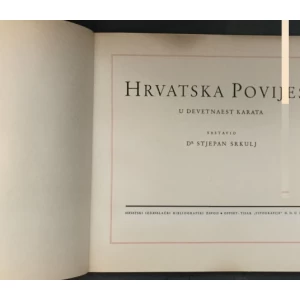 HRVATSKA POVIJES
U DEVETNAEST KARATA
SASTAVIO
Dr STJEPAN SRKULJ